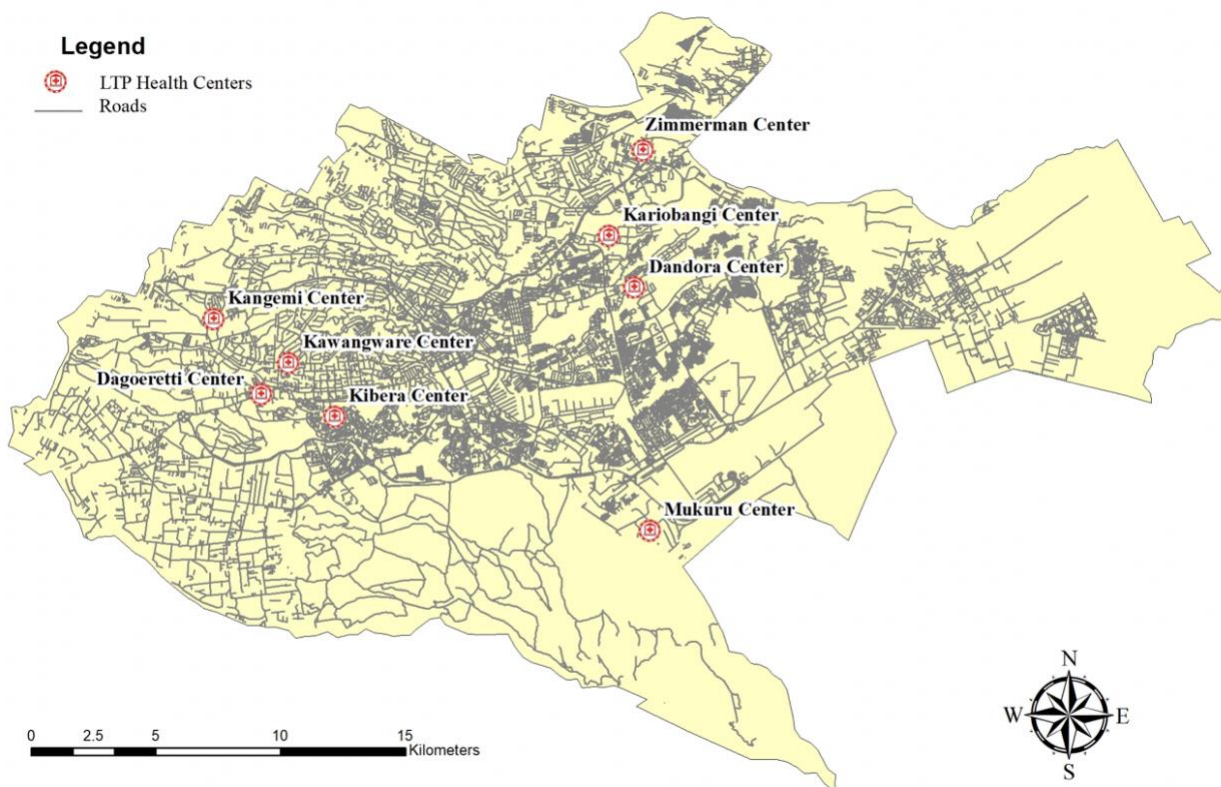 Legend
LTP Health Centers
Roads
Zimmerman Center
Kariobangi Center
Dandora Center
Kangemi Center
Kawangware Center
Dagoeretti Center
Kibera Center
Mukuru Center
N
W E
S
0 2.5 5 10 15
Kilometers